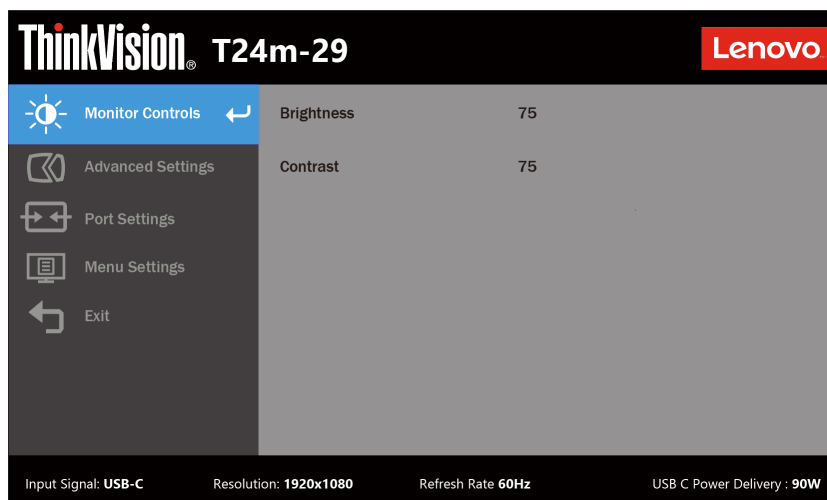 ThinkVision® T24m-29
Lenovo
Monitor Controls
Brightness 75
Advanced Settings
Contrast 75
Port Settings
Menu Settings
Exit
Input Signal: USB-C Resolution: 1920x1080 Refresh Rate 60Hz USB C Power Delivery : 90W